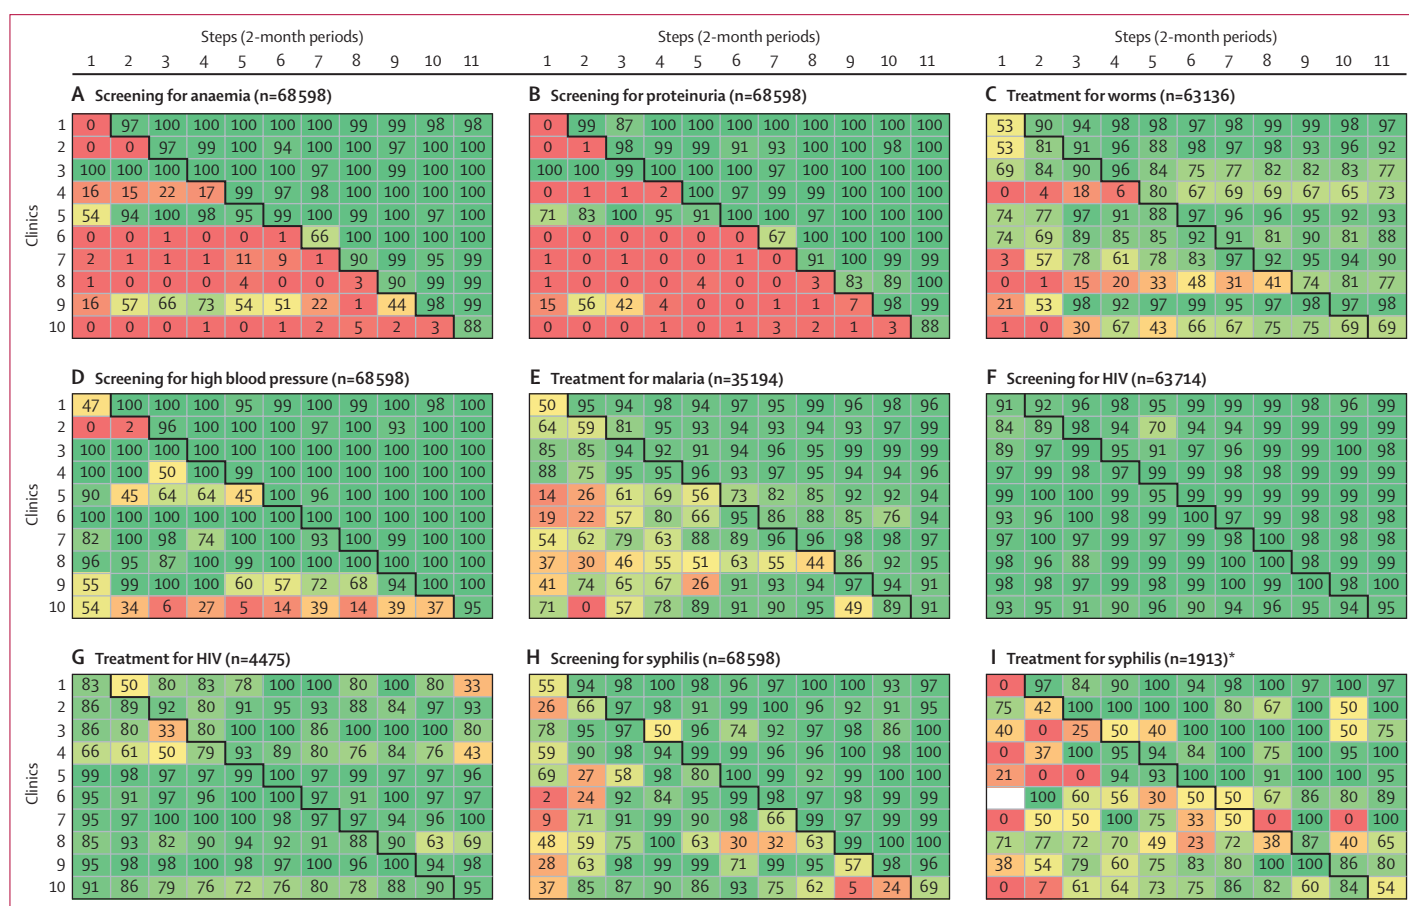 Steps (2-month periods) Steps (2-month periods) Steps (2-month periods)
1 2 3 4 5 6 7 8 9 10 11 1 2 3 4 5 6 7 8 9 10 11 1 2 3 4 5 6 7 8 9 10 11
A Screening for anaemia (n=68 598)
Clinics
1 0 97 100 100 100 100 100 99 99 98 98
2 0 0 97 99 100 94 100 100 97 100 100
3 100 100 100 100 100 100 100 100 99 100 100
4 16 15 22 17 99 97 98 100 100 100 100
5 54 94 100 98 95 99 100 99 100 97 100
6 0 0 1 0 0 1 66 100 100 100 100
7 2 1 1 1 11 9 1 90 99 95 99
8 1 0 0 0 4 0 0 3 90 99 99
9 16 57 66 73 54 51 22 1 44 98 99
10 0 0 0 1 0 1 2 5 2 3 88
B Screening for proteinuria (n=68 598)
0 99 87 100 100 100 100 100 100 100 100
0 1 98 99 99 91 93 100 100 98 100
100 100 99 100 100 100 97 100 100 100 100
0 1 1 2 100 97 99 99 100 100 100
71 83 100 95 91 100 100 97 100 100 100
0 0 0 0 0 0 67 100 100 100 100
1 0 1 0 0 1 0 91 100 99 99
1 0 0 0 4 0 0 3 83 89 100
15 56 42 4 0 0 1 1 7 98 99
0 0 0 1 0 1 3 2 1 3 88
C Treatment for worms (n=63 136)
53 90 94 98 98 97 98 99 99 98 97
53 81 91 96 88 98 97 98 93 96 92
69 84 90 96 84 75 77 82 82 83 77
0 4 18 6 80 67 69 69 67 65 73
74 77 97 91 88 97 96 96 95 92 93
74 69 89 85 85 92 91 81 90 81 88
3 57 78 61 78 83 97 92 95 94 90
0 1 15 20 33 48 31 41 74 81 77
21 53 98 92 97 99 95 97 98 97 98
1 0 30 67 43 66 67 75 75 69 69
D Screening for high blood pressure (n=68 598)
Clinics
1 47 100 100 100 95 99 100 99 100 98 100
2 0 2 96 100 100 100 97 100 93 100 100
3 100 100 100 100 100 100 100 100 100 100 100
4 100 100 50 100 99 100 100 100 100 100 100
5 90 45 64 64 45 100 96 100 100 100 100
6 100 100 100 100 100 100 100 100 100 100 100
7 82 100 98 74 100 100 93 100 99 100 100
8 96 95 87 100 99 100 100 100 100 100 100
9 55 99 100 100 60 57 72 68 94 100 100
10 54 34 6 27 5 14 39 14 39 37 95
E Treatment for malaria (n=35 194)
50 95 94 98 94 97 95 99 96 98 96
64 59 81 95 93 94 93 94 93 97 99
85 85 94 92 91 94 96 95 99 99 99
88 75 95 95 96 93 97 95 94 94 96
14 26 61 69 56 73 82 85 92 92 94
19 22 57 80 66 95 86 88 85 76 94
54 62 79 63 88 89 96 96 98 98 97
37 30 46 55 51 63 55 44 86 92 95
41 74 65 67 26 91 93 94 97 94 91
71 0 57 78 89 91 90 95 49 89 91
F Screening for HIV (n=63 714)
91 92 96 98 95 99 99 99 98 96 99
84 89 98 94 70 94 94 99 99 99 99
89 97 99 95 91 97 96 99 99 100 98
97 99 98 97 99 99 98 98 99 99 99
99 100 100 99 95 99 99 99 99 99 99
93 96 100 98 99 100 97 99 98 98 98
97 100 99 97 99 99 98 100 98 98 98
98 96 88 99 99 99 100 100 98 99 99
98 98 97 99 98 99 100 99 100 98 100
93 95 91 90 96 90 94 96 95 94 95
G Treatment for HIV (n=4475)
Clinics
1 83 50 80 83 78 100 100 80 100 80 33
2 86 89 92 80 91 95 93 88 84 97 93
3 86 80 33 80 100 100 86 100 100 100 80
4 66 61 50 79 93 89 80 76 84 76 43
5 99 98 97 97 99 100 97 99 97 97 96
6 95 91 97 96 100 100 97 91 100 97 97
7 95 97 100 100 100 98 97 97 94 96 100
8 85 93 82 90 94 92 91 88 90 63 69
9 95 98 98 100 98 97 100 96 100 94 98
10 91 86 79 76 72 76 80 78 88 90 95
H Screening for syphilis (n=68 598)
55 94 98 100 98 96 97 100 100 93 97
26 66 97 98 91 99 100 96 92 91 95
78 95 97 50 96 74 92 97 98 86 100
59 90 98 94 99 99 96 96 100 98 100
69 27 58 98 80 100 99 92 99 100 100
2 24 92 84 95 99 98 97 98 99 99
9 71 91 99 90 98 66 99 97 99 99
48 59 75 100 63 30 32 63 99 100 100
28 63 98 99 99 71 99 95 57 98 96
37 85 87 90 86 93 75 62 5 24 69
I Treatment for syphilis (n=1913)*
0 97 84 90 100 94 98 100 97 100 97
75 42 100 100 100 100 80 67 100 50 100
40 0 25 50 40 100 100 100 100 50 75
0 37 100 95 94 84 100 75 100 95 100
21 0 0 94 93 100 100 91 100 100 95
100 60 56 30 50 50 67 86 80 89
0 50 50 100 75 33 50 0 100 0 100
71 77 72 70 49 23 72 38 87 40 65
38 54 79 60 75 83 80 100 100 86 80
0 7 61 64 73 75 86 82 60 84 54